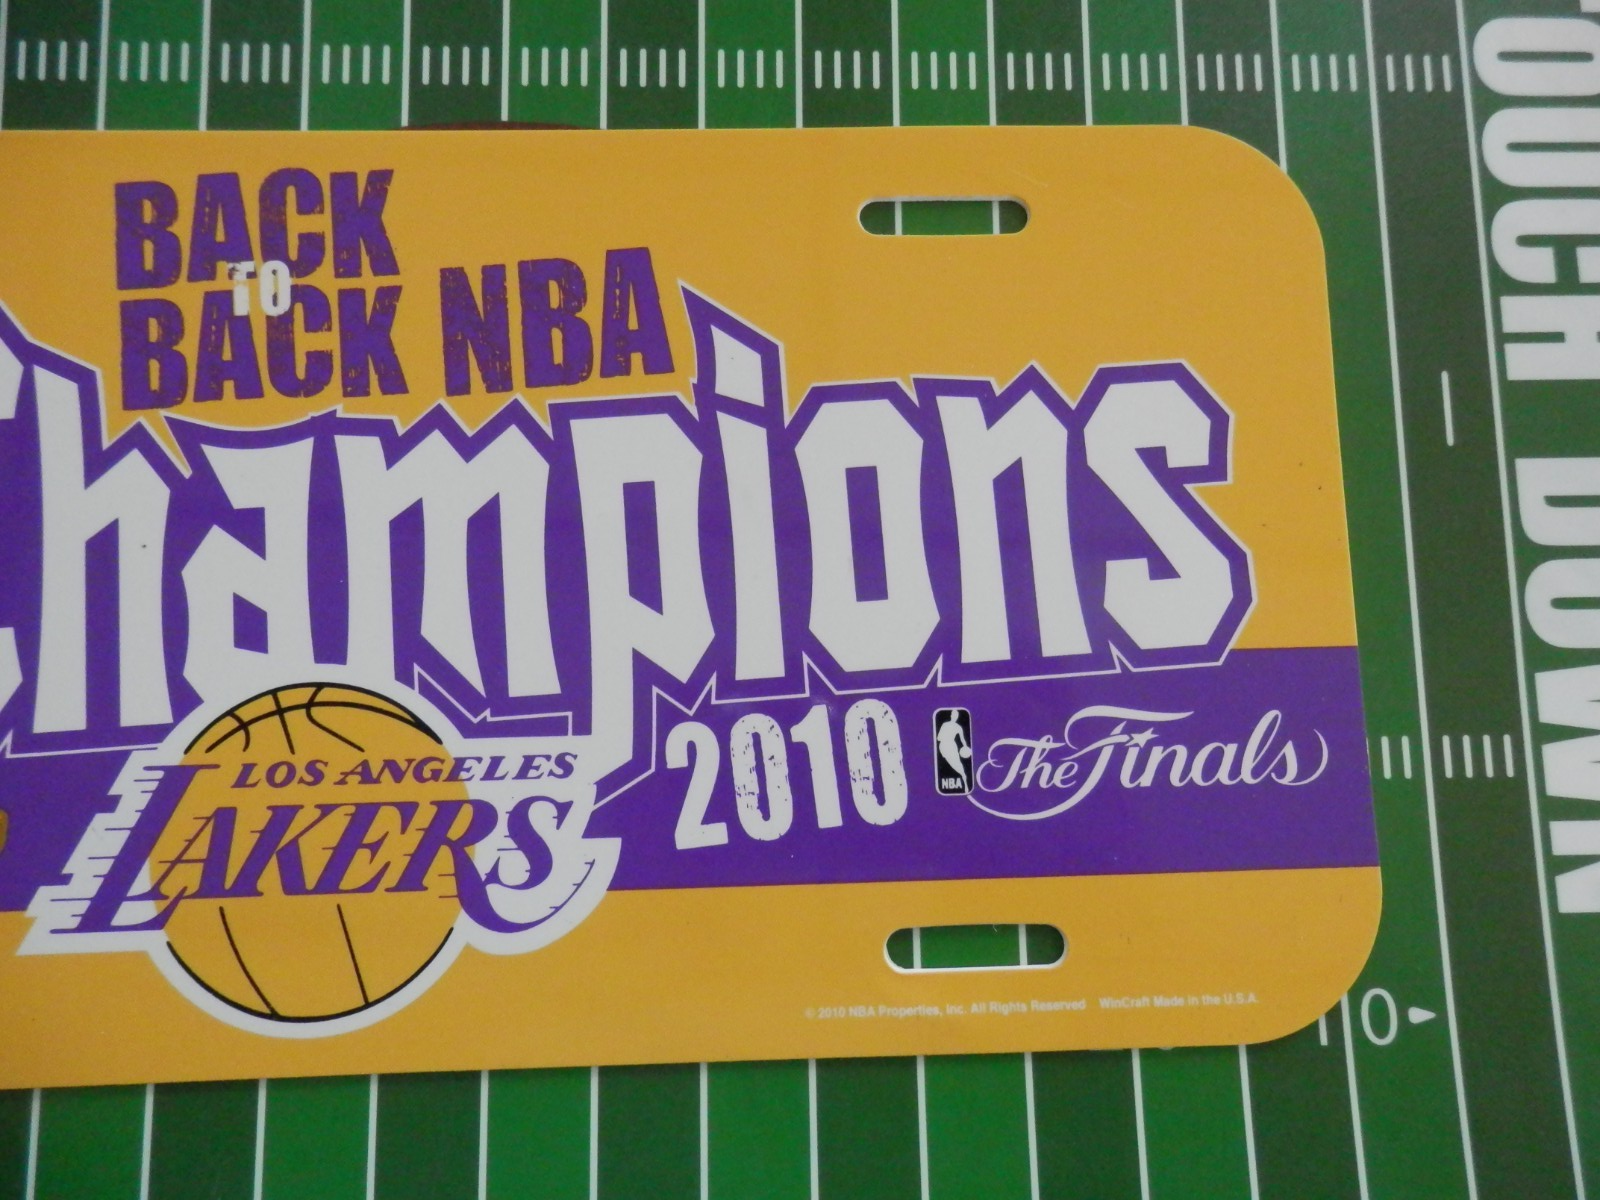 BACK
TO
BACK NBA
Champions
LOS ANGELES
LAKERS
2010 NBA The Finals
© 2010 NBA Properties, Inc. All Rights Reserved WinCraft Made in the U.S.A.
10
TOUCH DOWN